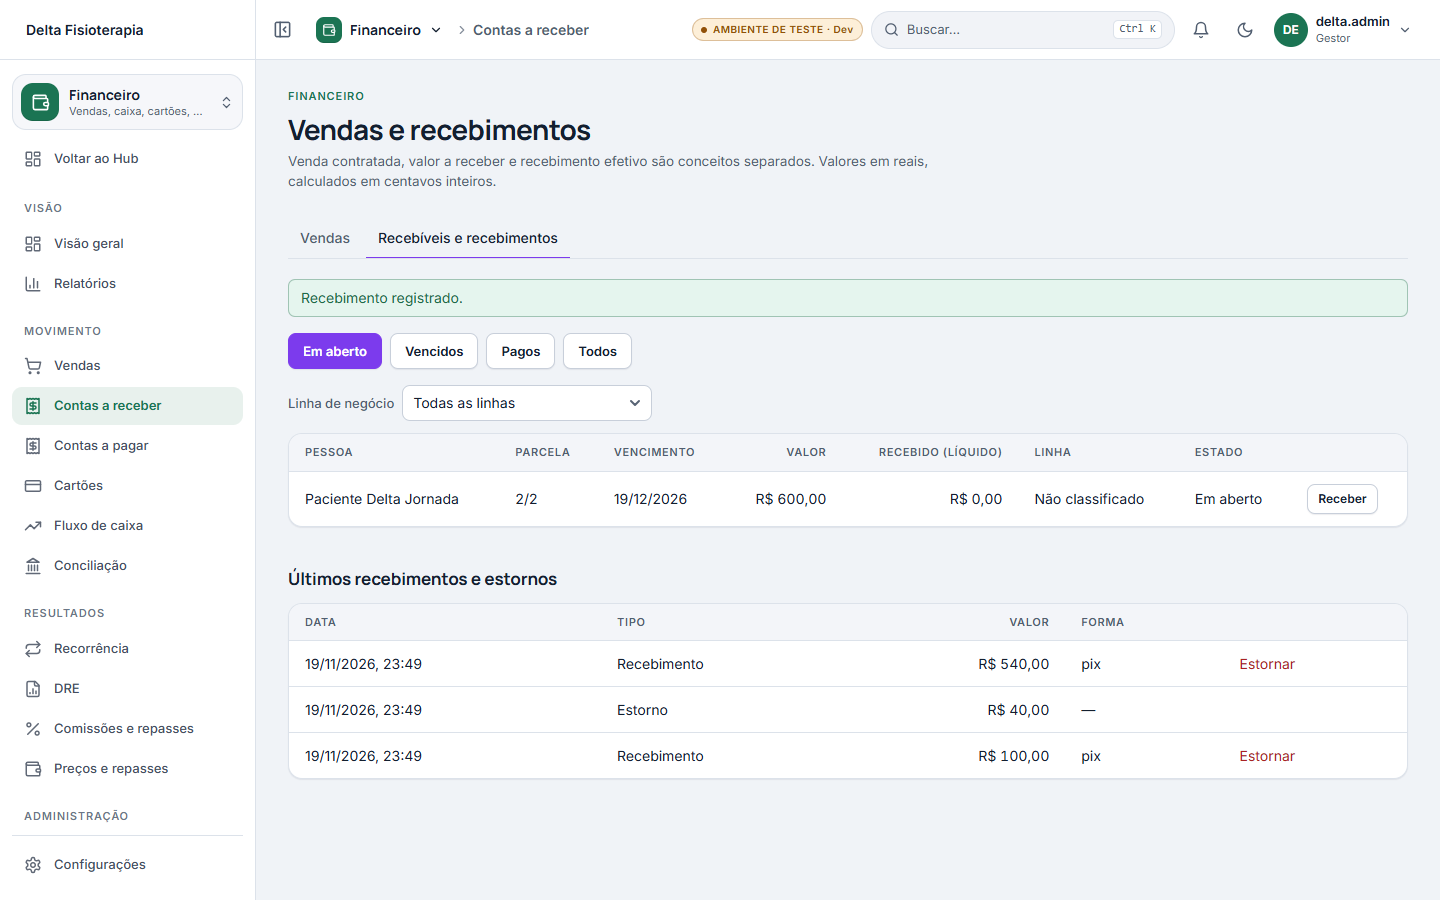 Delta Fisioterapia
Financeiro
Contas a receber
AMBIENTE DE TESTE · Dev
Buscar...
Ctrl K
DE
delta.admin
Gestor
Financeiro
Vendas, caixa, cartões, ...
Voltar ao Hub
VISÃO
Visão geral
Relatórios
MOVIMENTO
Vendas
Contas a receber
Contas a pagar
Cartões
Fluxo de caixa
Conciliação
RESULTADOS
Recorrência
DRE
Comissões e repasses
Preços e repasses
ADMINISTRAÇÃO
Configurações
FINANCEIRO
Vendas e recebimentos
Venda contratada, valor a receber e recebimento efetivo são conceitos separados. Valores em reais,
calculados em centavos inteiros.
Vendas Recebíveis e recebimentos
Recebimento registrado.
Em aberto Vencidos Pagos Todos
Linha de negócio Todas as linhas
PESSOA PARCELA VENCIMENTO VALOR RECEBIDO (LÍQUIDO) LINHA ESTADO
Paciente Delta Jornada 2/2 19/12/2026 R$ 600,00 R$ 0,00 Não classificado Em aberto Receber
Últimos recebimentos e estornos
DATA TIPO VALOR FORMA
19/11/2026, 23:49 Recebimento R$ 540,00 pix Estornar
19/11/2026, 23:49 Estorno R$ 40,00 —
19/11/2026, 23:49 Recebimento R$ 100,00 pix Estornar